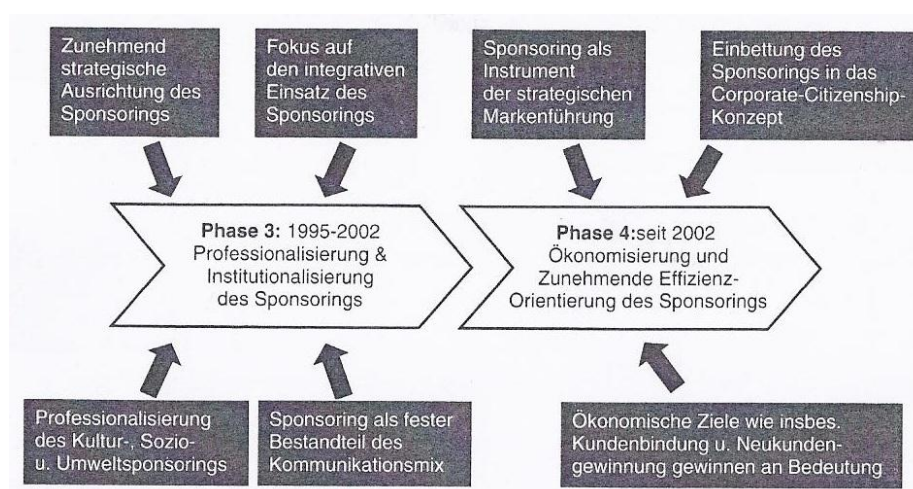 Zunehmend
strategische
Ausrichtung des
Sponsorings
Fokus auf
den integrativen
Einsatz des
Sponsorings
Sponsoring als
Instrument
der strategischen
Markenführung
Einbettung des
Sponsorings in das
Corporate-Citizenship-
Konzept
Phase 3: 1995-2002
Professionalisierung &
Institutionalisierung
des Sponsorings
Phase 4:seit 2002
Ökonomisierung und
Zunehmende Effizienz-
Orientierung des Sponsorings
Professionalisierung
des Kultur-, Sozio-
u. Umweltsponsorings
Sponsoring als fester
Bestandteil des
Kommunikationsmix
Ökonomische Ziele wie insbes.
Kundenbindung u. Neukunden-
gewinnung gewinnen an Bedeutung